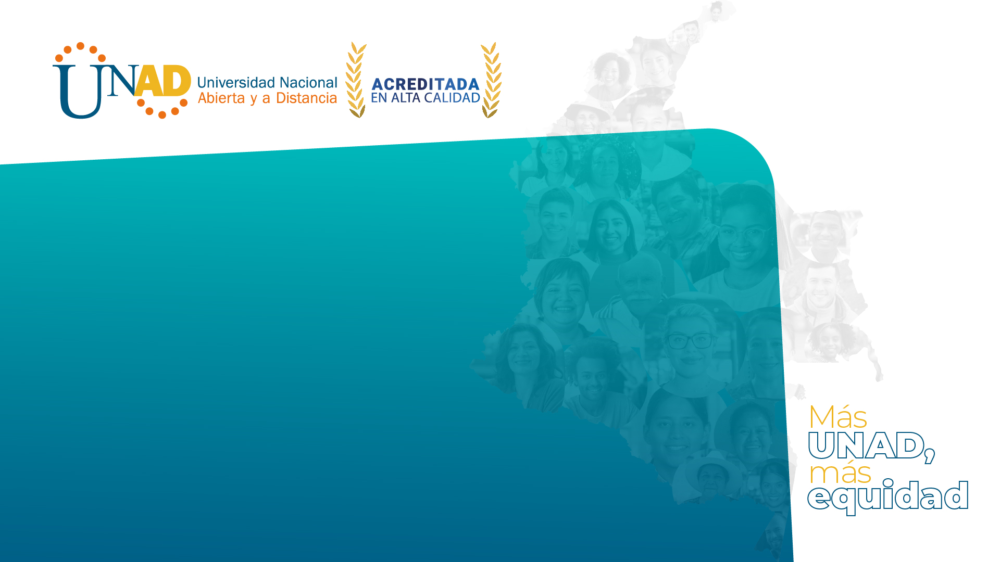 UNAD
Universidad Nacional
Abierta y a Distancia
ACREDITADA
EN ALTA CALIDAD
Más
UNAD,
más
equidad